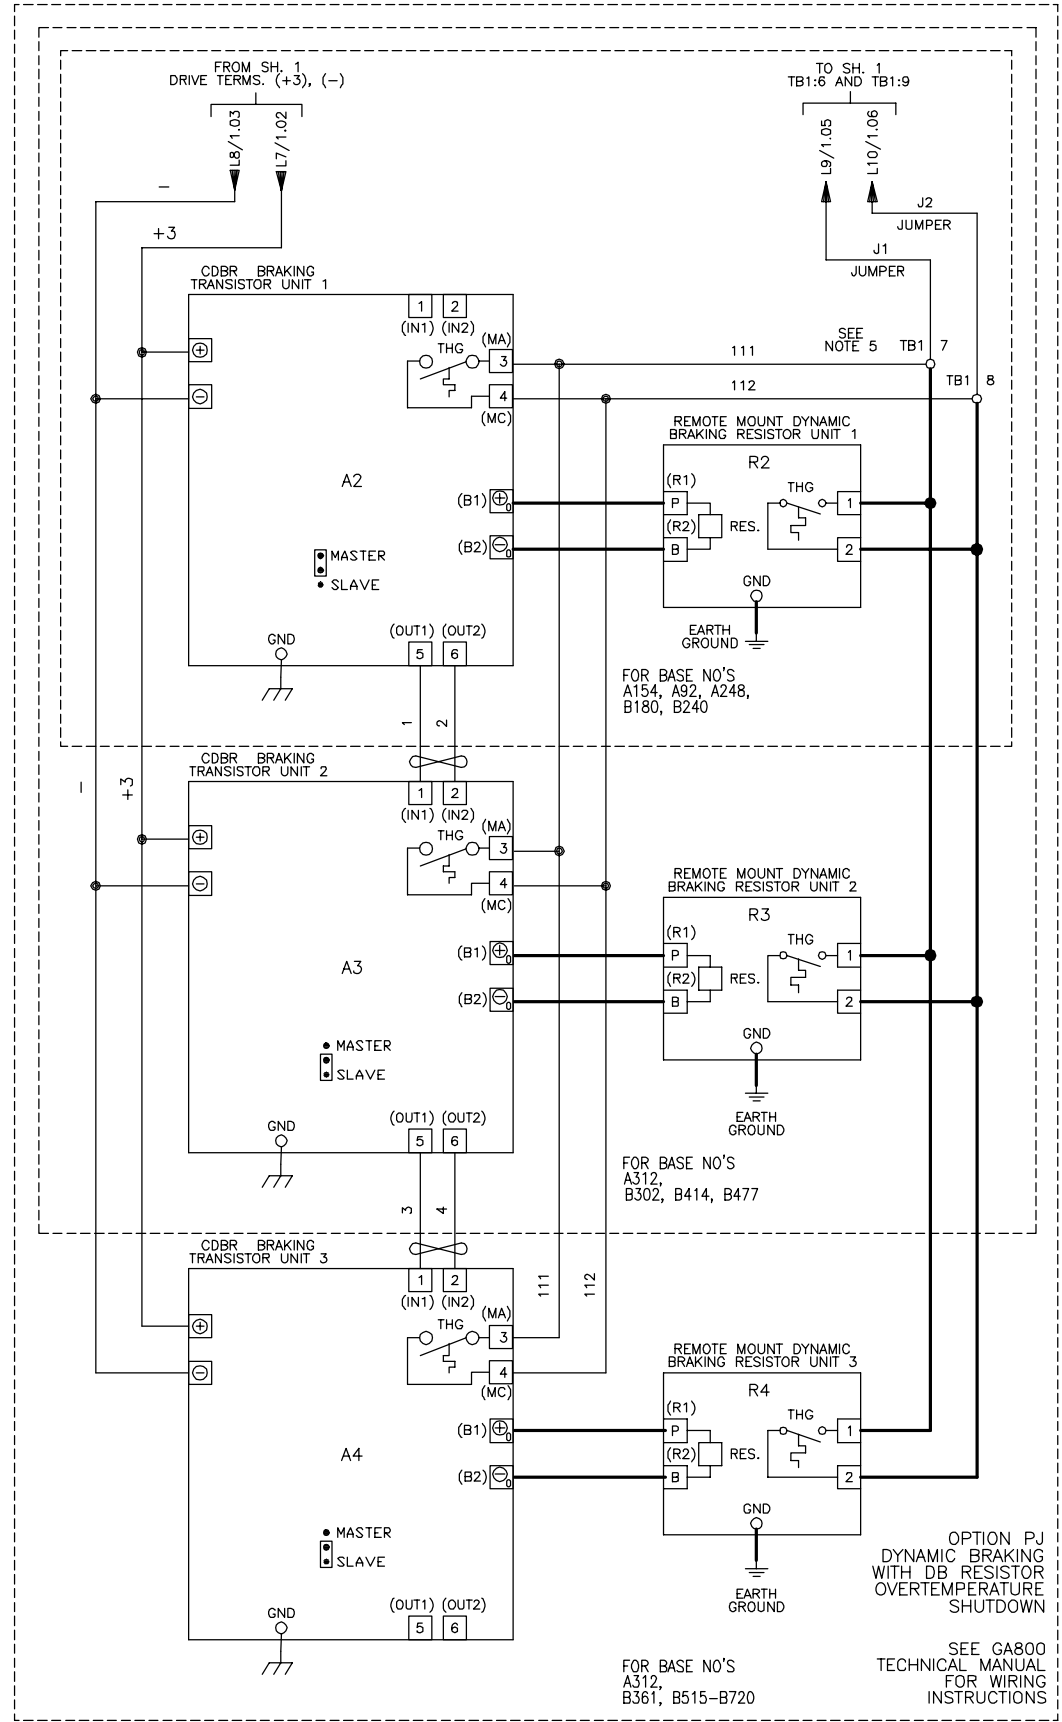 FROM SH. 1
DRIVE TERMS. (+3), (−)
L8/1.03
L7/1.02
−
+3
TO SH. 1
TB1:6 AND TB1:9
L9/1.05
L10/1.06
J2
JUMPER
J1
JUMPER
CDBR BRAKING
TRANSISTOR UNIT 1
1 2
(IN1) (IN2)
THG
(MA)
3
4
(MC)
111
112
SEE
NOTE 5
TB1 7
TB1 8
+
−
A2
(B1) + 0
(B2) − 0
MASTER
SLAVE
GND
(OUT1) (OUT2)
5 6
REMOTE MOUNT DYNAMIC
BRAKING RESISTOR UNIT 1
R2
(R1)
P
(R2)
B
RES.
THG
1
2
GND
EARTH
GROUND
FOR BASE NO'S
A154, A92, A248,
B180, B240
1
2
−
+3
CDBR BRAKING
TRANSISTOR UNIT 2
1 2
(IN1) (IN2)
THG
(MA)
3
4
(MC)
+
−
A3
(B1) + 0
(B2) − 0
MASTER
SLAVE
GND
(OUT1) (OUT2)
5 6
REMOTE MOUNT DYNAMIC
BRAKING RESISTOR UNIT 2
R3
(R1)
P
(R2)
B
RES.
THG
1
2
GND
EARTH
GROUND
FOR BASE NO'S
A312,
B302, B414, B477
3
4
CDBR BRAKING
TRANSISTOR UNIT 3
1 2
(IN1) (IN2)
THG
(MA)
3
4
(MC)
111
112
+
−
A4
(B1) + 0
(B2) − 0
MASTER
SLAVE
GND
(OUT1) (OUT2)
5 6
REMOTE MOUNT DYNAMIC
BRAKING RESISTOR UNIT 3
R4
(R1)
P
(R2)
B
RES.
THG
1
2
GND
EARTH
GROUND
FOR BASE NO'S
A312,
B361, B515−B720
OPTION PJ
DYNAMIC BRAKING
WITH DB RESISTOR
OVERTEMPERATURE
SHUTDOWN
SEE GA800
TECHNICAL MANUAL
FOR WIRING
INSTRUCTIONS